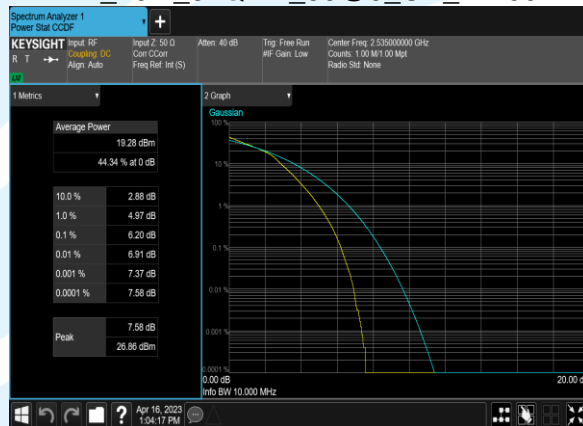 Spectrum Analyzer 1
Power Stat CCDF
KEYSIGHT
R T
LXI
Input: RF
Coupling: DC
Align: Auto
Input Z: 50 Ω
Corr CCorr
Freq Ref: Int (S)
Atten: 40 dB
Trig: Free Run
#IF Gain: Low
Center Freq: 2.535000000 GHz
Counts: 1.00 M/1.00 Mpt
Radio Std: None
1 Metrics
Average Power
19.28 dBm
44.34 % at 0 dB
10.0 % 2.88 dB
1.0 % 4.97 dB
0.1 % 6.20 dB
0.01 % 6.91 dB
0.001 % 7.37 dB
0.0001 % 7.58 dB
Peak
7.58 dB
26.86 dBm
2 Graph
Gaussian
100 %
10 %
1 %
0.1 %
0.01 %
0.001 %
0.0001 %
0.00 dB
20.00
Info BW 10.000 MHz
?
Apr 16, 2023
1:04:17 PM